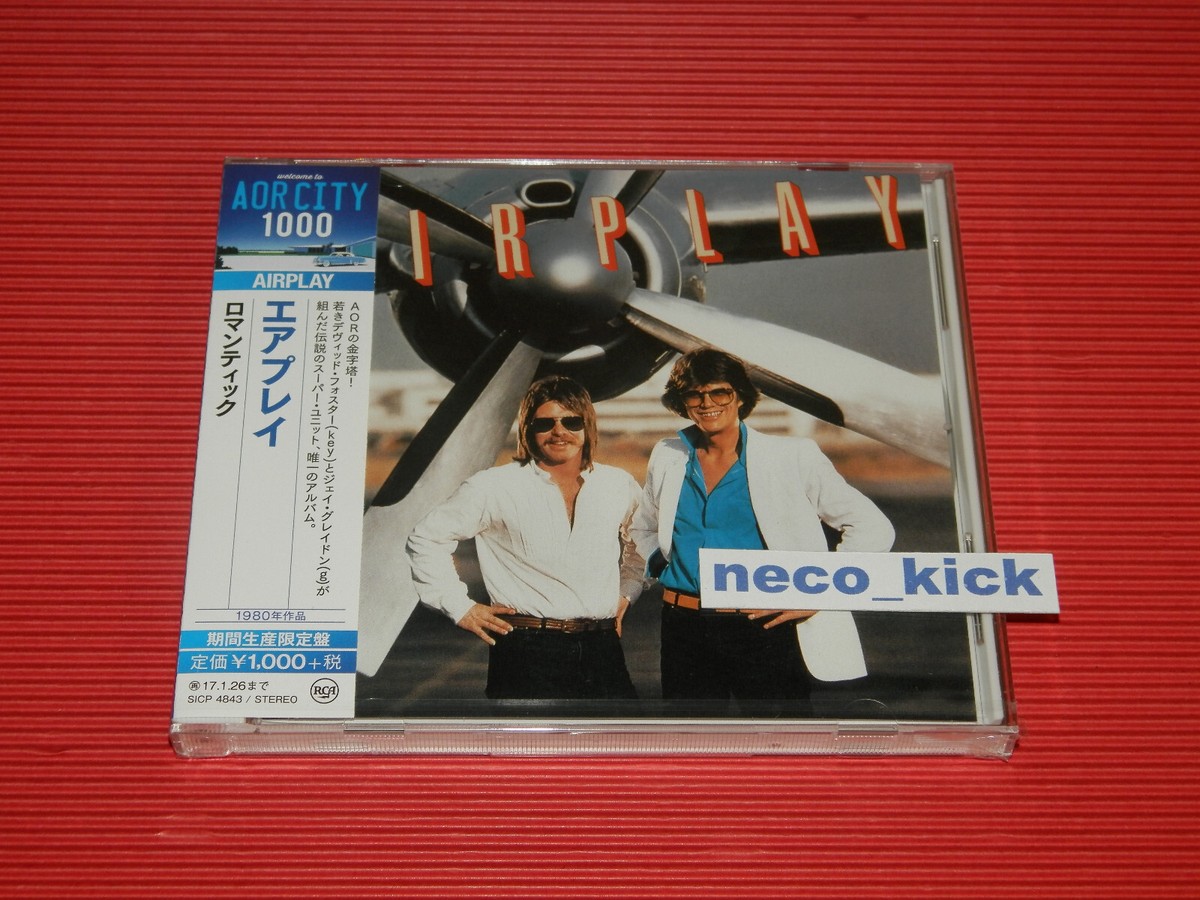 welcome to
AOR CITY
1000
AIRPLAY
AORの金字塔!
若きデヴィッド・フォスター(key)とジェイ・グレイドン(g)が
組んだ伝説のスーパー・ユニット、唯一のアルバム。
エアプレイ
ロマンティック
1980年作品
期間生産限定盤
定価¥1,000+税
再17.1.26まで
SICP 4843 / STEREO
RCA
IRPLAY
neco_kick